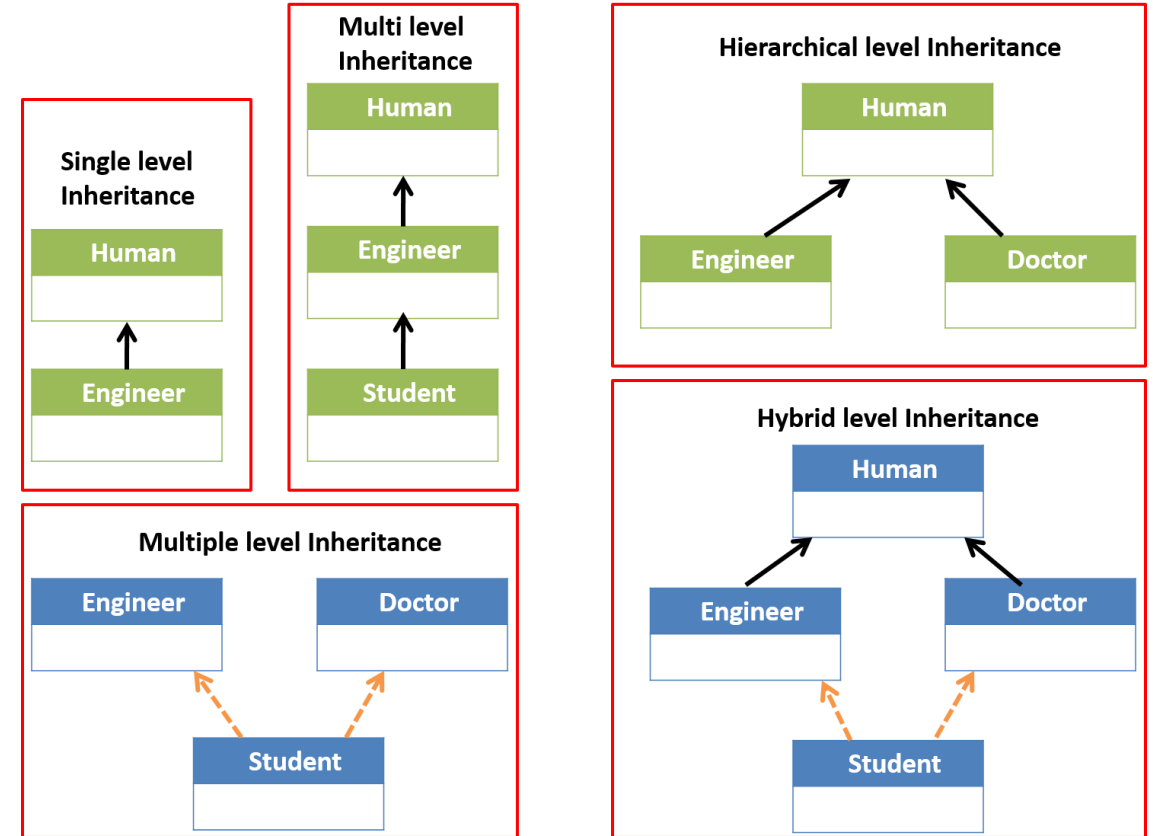 Single level
Inheritance
Human
Engineer
Multi level
Inheritance
Human
Engineer
Student
Hierarchical level Inheritance
Human
Engineer
Doctor
Multiple level Inheritance
Engineer
Doctor
Student
Hybrid level Inheritance
Human
Engineer
Doctor
Student